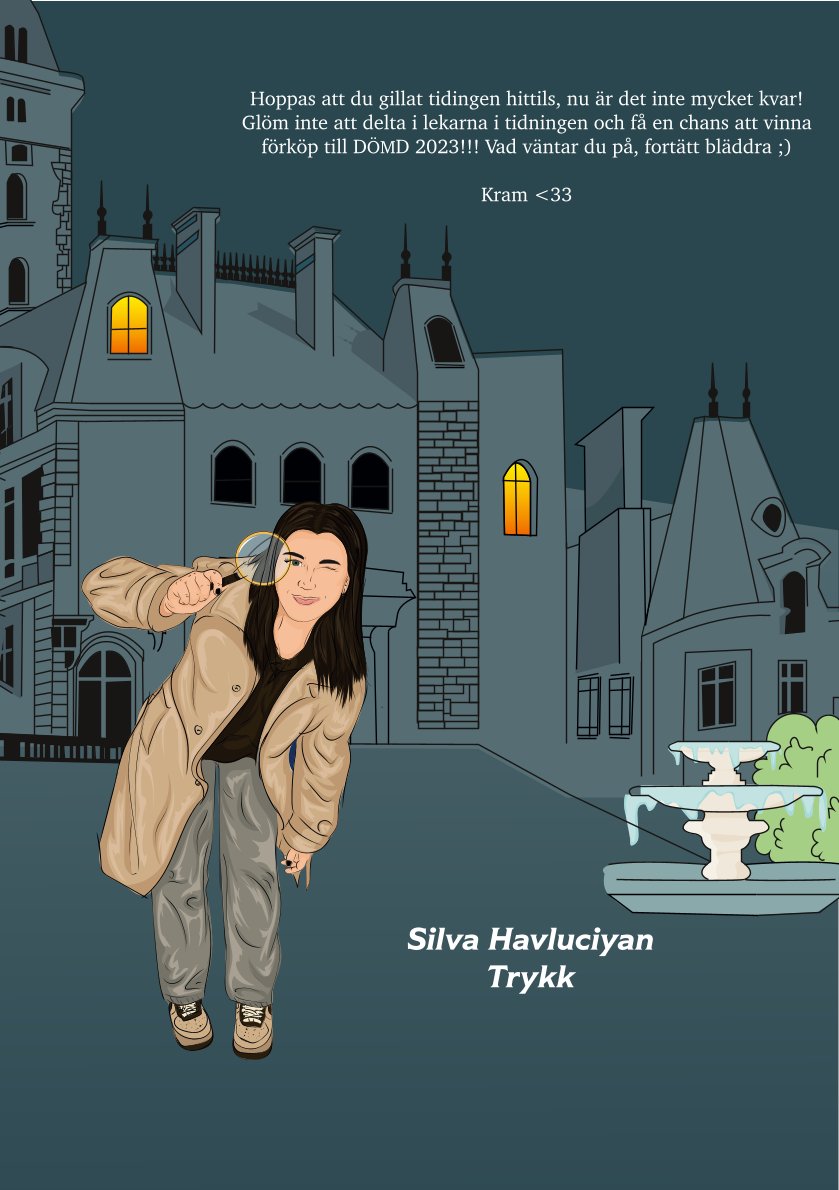 Hoppas att du gillat tidingen hittils, nu är det inte mycket kvar!
Glöm inte att delta i lekarna i tidningen och få en chans att vinna
förköp till DÖMD 2023!!! Vad väntar du på, fortätt bläddra ;)
Kram <33
Silva Havluciyan
Trykk